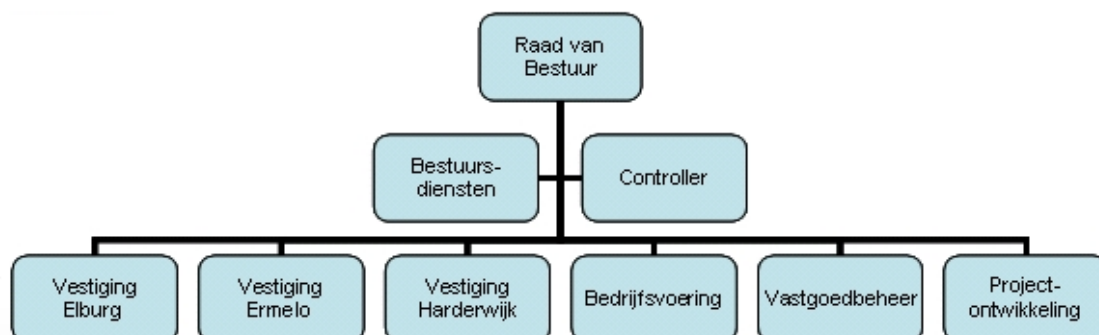 Raad van
Bestuur
Bestuurs-
diensten
Controller
Vestiging
Elburg
Vestiging
Ermelo
Vestiging
Harderwijk
Bedrijfsvoering
Vastgoedbeheer
Project-
ontwikkeling